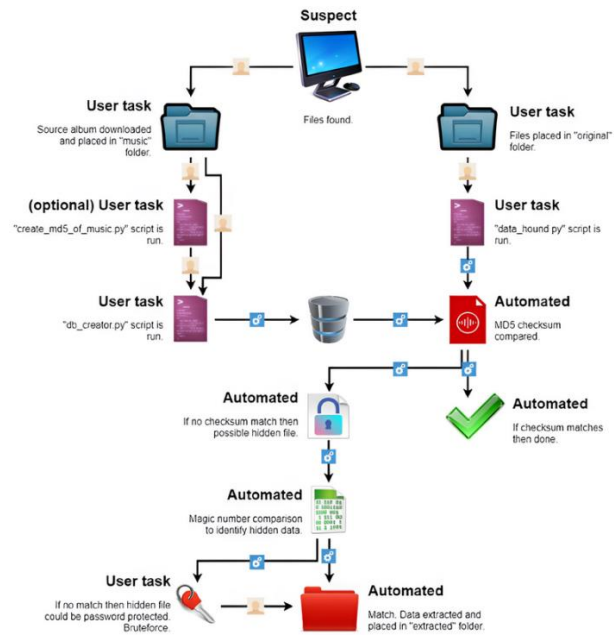 Suspect
Files found.
User task
Source album downloaded
and placed in "music"
folder.
User task
Files placed in "original"
folder.
(optional) User task
"create_md5_of_music.py" script is
run.
User task
"data_hound.py" script is
run.
User task
"db_creator.py" script is
run.
Automated
MD5 checksum
compared.
Automated
If no checksum match then
possible hidden file.
Automated
If checksum matches
then done.
Automated
Magic number comparison
to identify hidden data.
User task
If no match then hidden file
could be password protected.
Bruteforce.
Automated
Match. Data extracted and
placed in "extracted" folder.